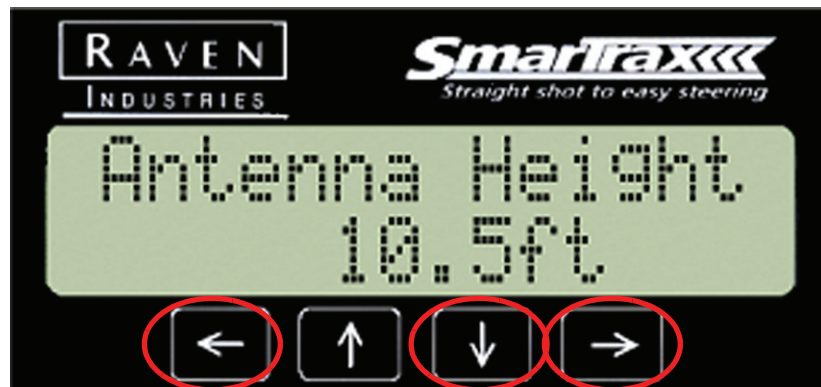 RAVEN
INDUSTRIES
SmarTrax
Straight shot to easy steering
Antenna Height
10.5ft